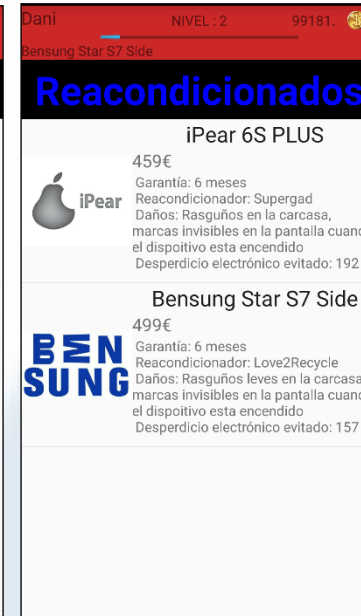 Dani NIVEL : 2 99181.
Bensung Star S7 Side
Reacondicionados
iPear 6S PLUS
459€
iPear
Garantía: 6 meses
Reacondicionador: Supergad
Daños: Rasguños en la carcasa,
marcas invisibles en la pantalla cuand
el dispoitivo esta encendido
Desperdicio electrónico evitado: 192
Bensung Star S7 Side
499€
BEN
SUNG
Garantía: 6 meses
Reacondicionador: Love2Recycle
Daños: Rasguños leves en la carcasa
marcas invisibles en la pantalla cuand
el dispoitivo esta encendido
Desperdicio electrónico evitado: 157